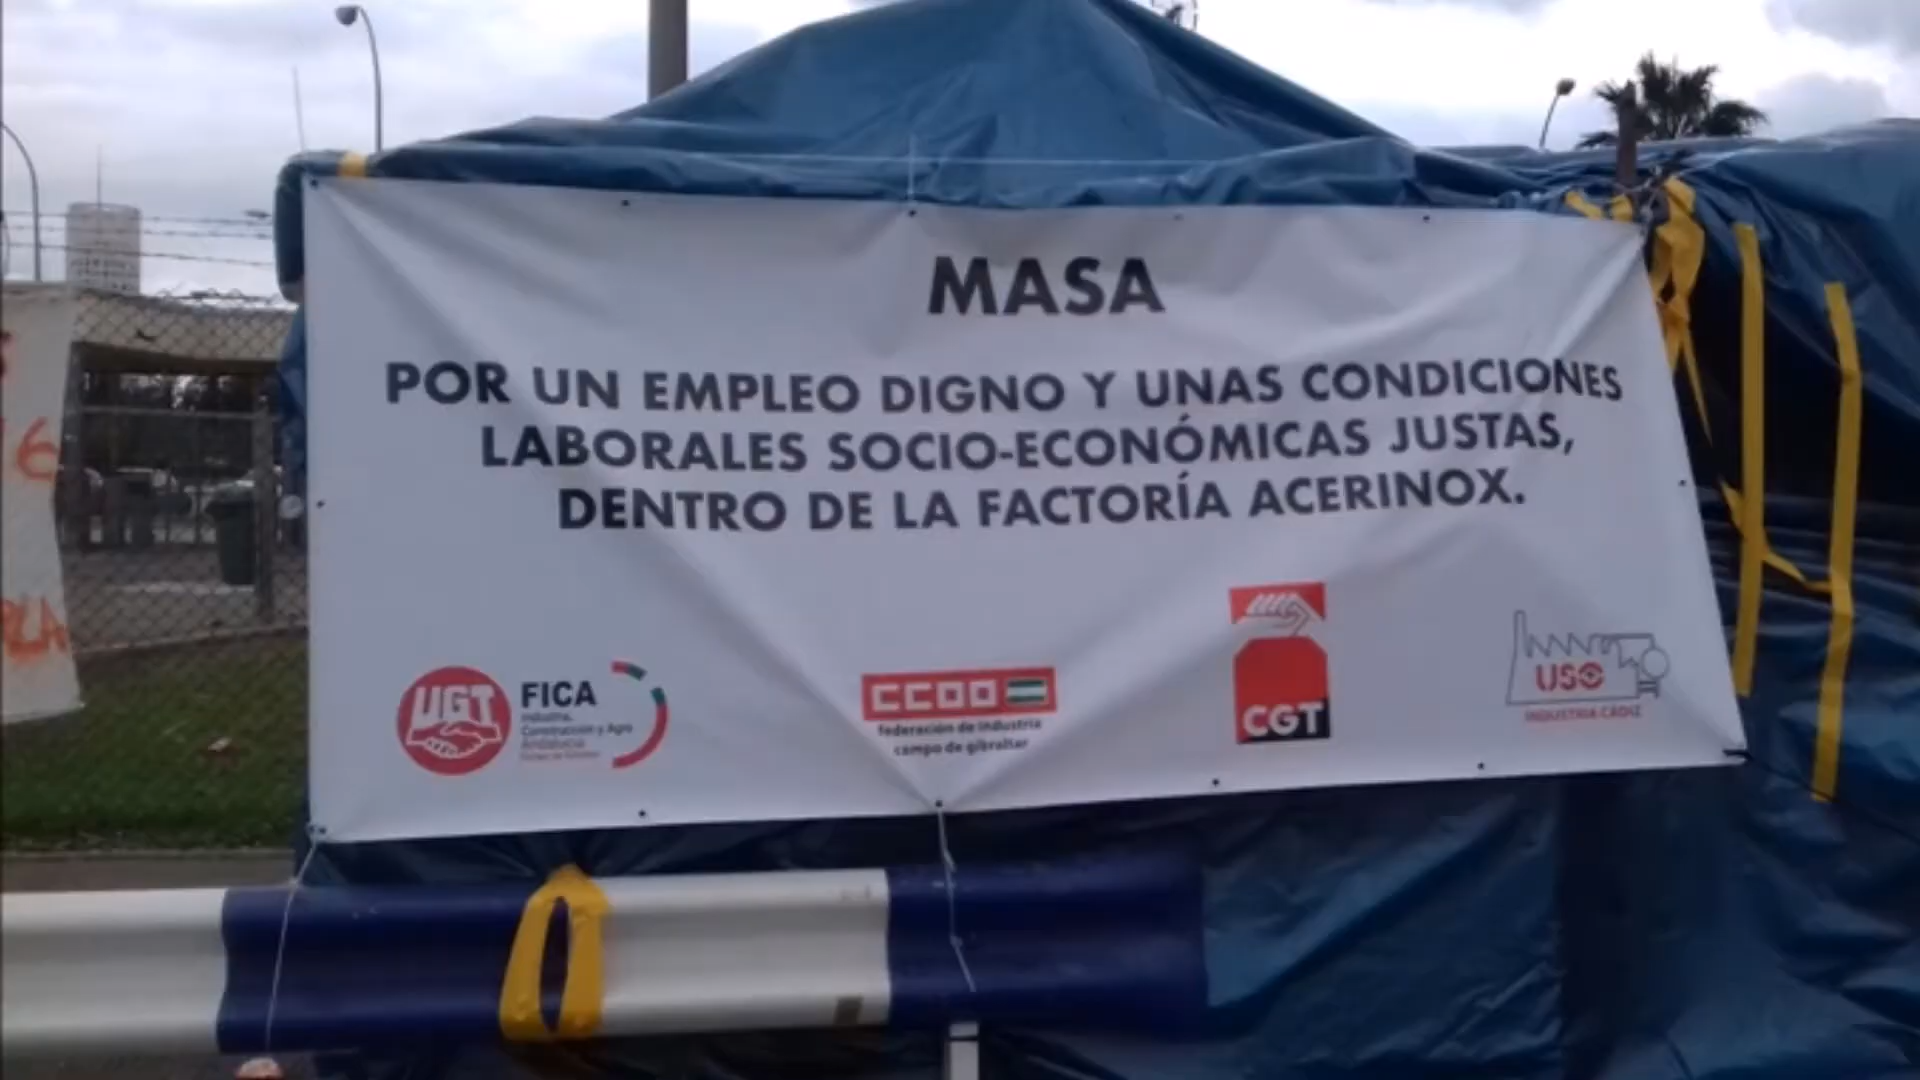 MASA
POR UN EMPLEO DIGNO Y UNAS CONDICIONES
LABORALES SOCIO-ECONÓMICAS JUSTAS,
DENTRO DE LA FACTORÍA ACERINOX.
UGT
FICA
Industria,
Construcción y Agro
Andalucía
CCOO
federación de industria
campo de gibraltar
CGT
USO
INDUSTRIA CÁDIZ
6